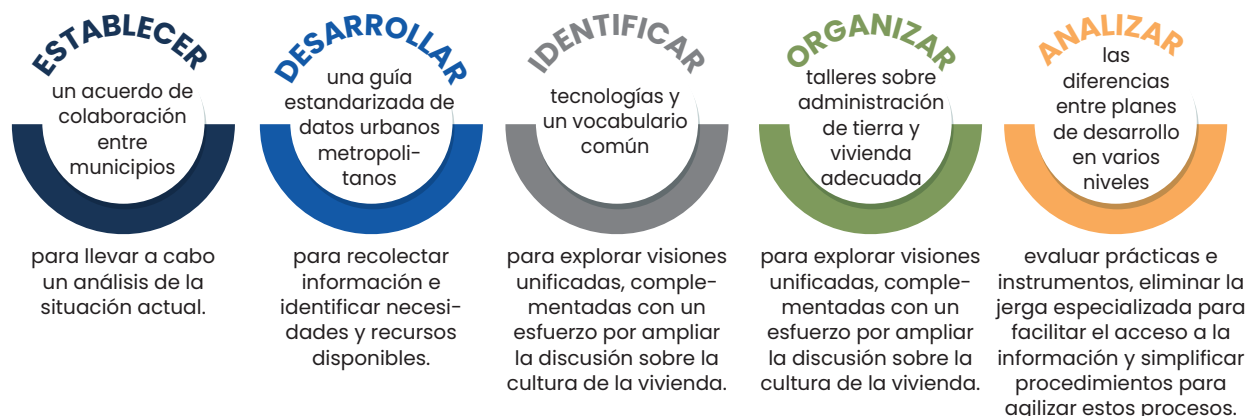 ESTABLECER
un acuerdo de
colaboración
entre
municipios
para llevar a cabo
un análisis de la
situación actual.
DESARROLLAR
una guía
estandarizada de
datos urbanos
metropoli-
tanos
para recolectar
información e
identificar necesi-
dades y recursos
disponibles.
IDENTIFICAR
tecnologías y
un vocabulario
común
para explorar visiones
unificadas, comple-
mentadas con un
esfuerzo por ampliar
la discusión sobre la
cultura de la vivienda.
ORGANIZAR
talleres sobre
administración
de tierra y
vivienda
adecuada
para explorar visiones
unificadas, comple-
mentadas con un
esfuerzo por ampliar
la discusión sobre la
cultura de la vivienda.
ANALIZAR
las
diferencias
entre planes
de desarrollo
en varios
niveles
evaluar prácticas e
instrumentos, eliminar la
jerga especializada para
facilitar el acceso a la
información y simplificar
procedimientos para
agilizar estos procesos.